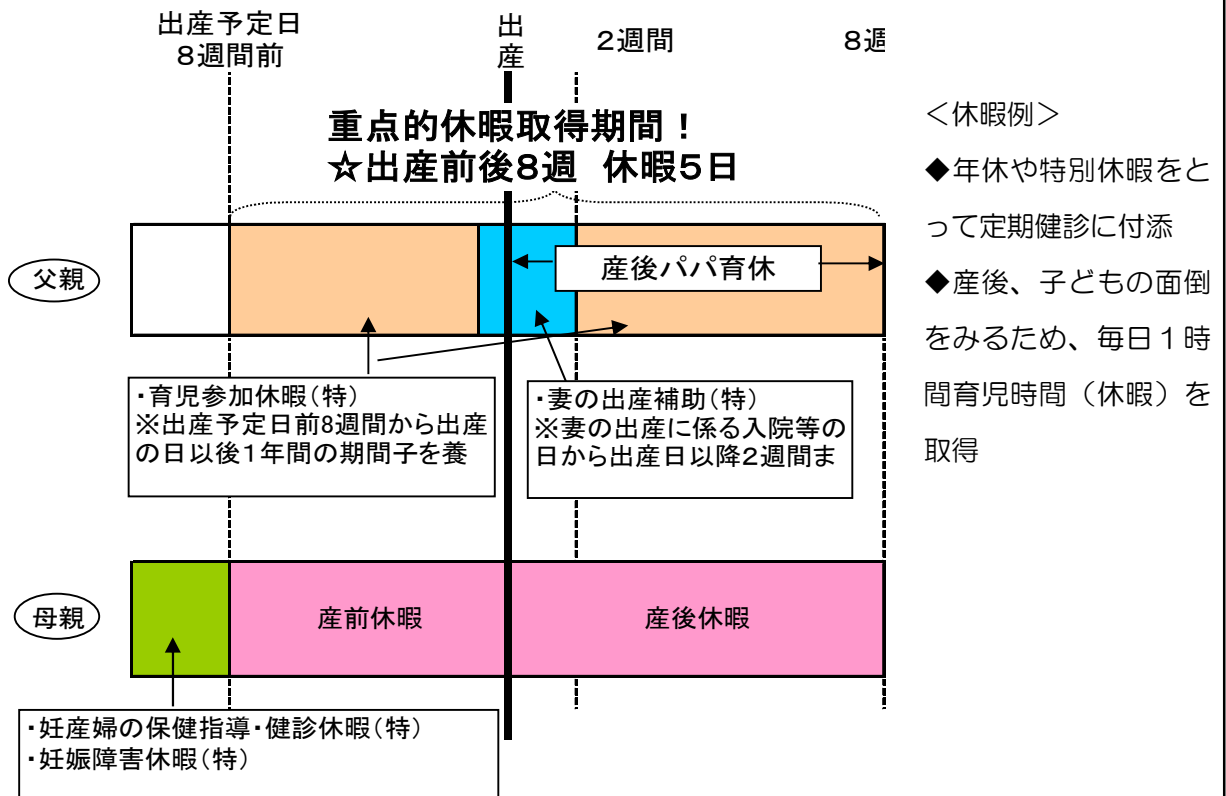 出産予定日
8週間前
出産
2週間
8週
重点的休暇取得期間！
☆出産前後8週 休暇5日
＜休暇例＞
◆年休や特別休暇をと
って定期健診に付添
◆産後、子どもの面倒
をみるため、毎日１時
間育児時間（休暇）を
取得
父親
産後パパ育休
・育児参加休暇(特)
※出産予定日前8週間から出産
の日以後1年間の期間子を養
・妻の出産補助(特)
※妻の出産に係る入院等の
日から出産日以降2週間ま
母親
産前休暇
産後休暇
・妊産婦の保健指導・健診休暇(特)
・妊娠障害休暇(特)